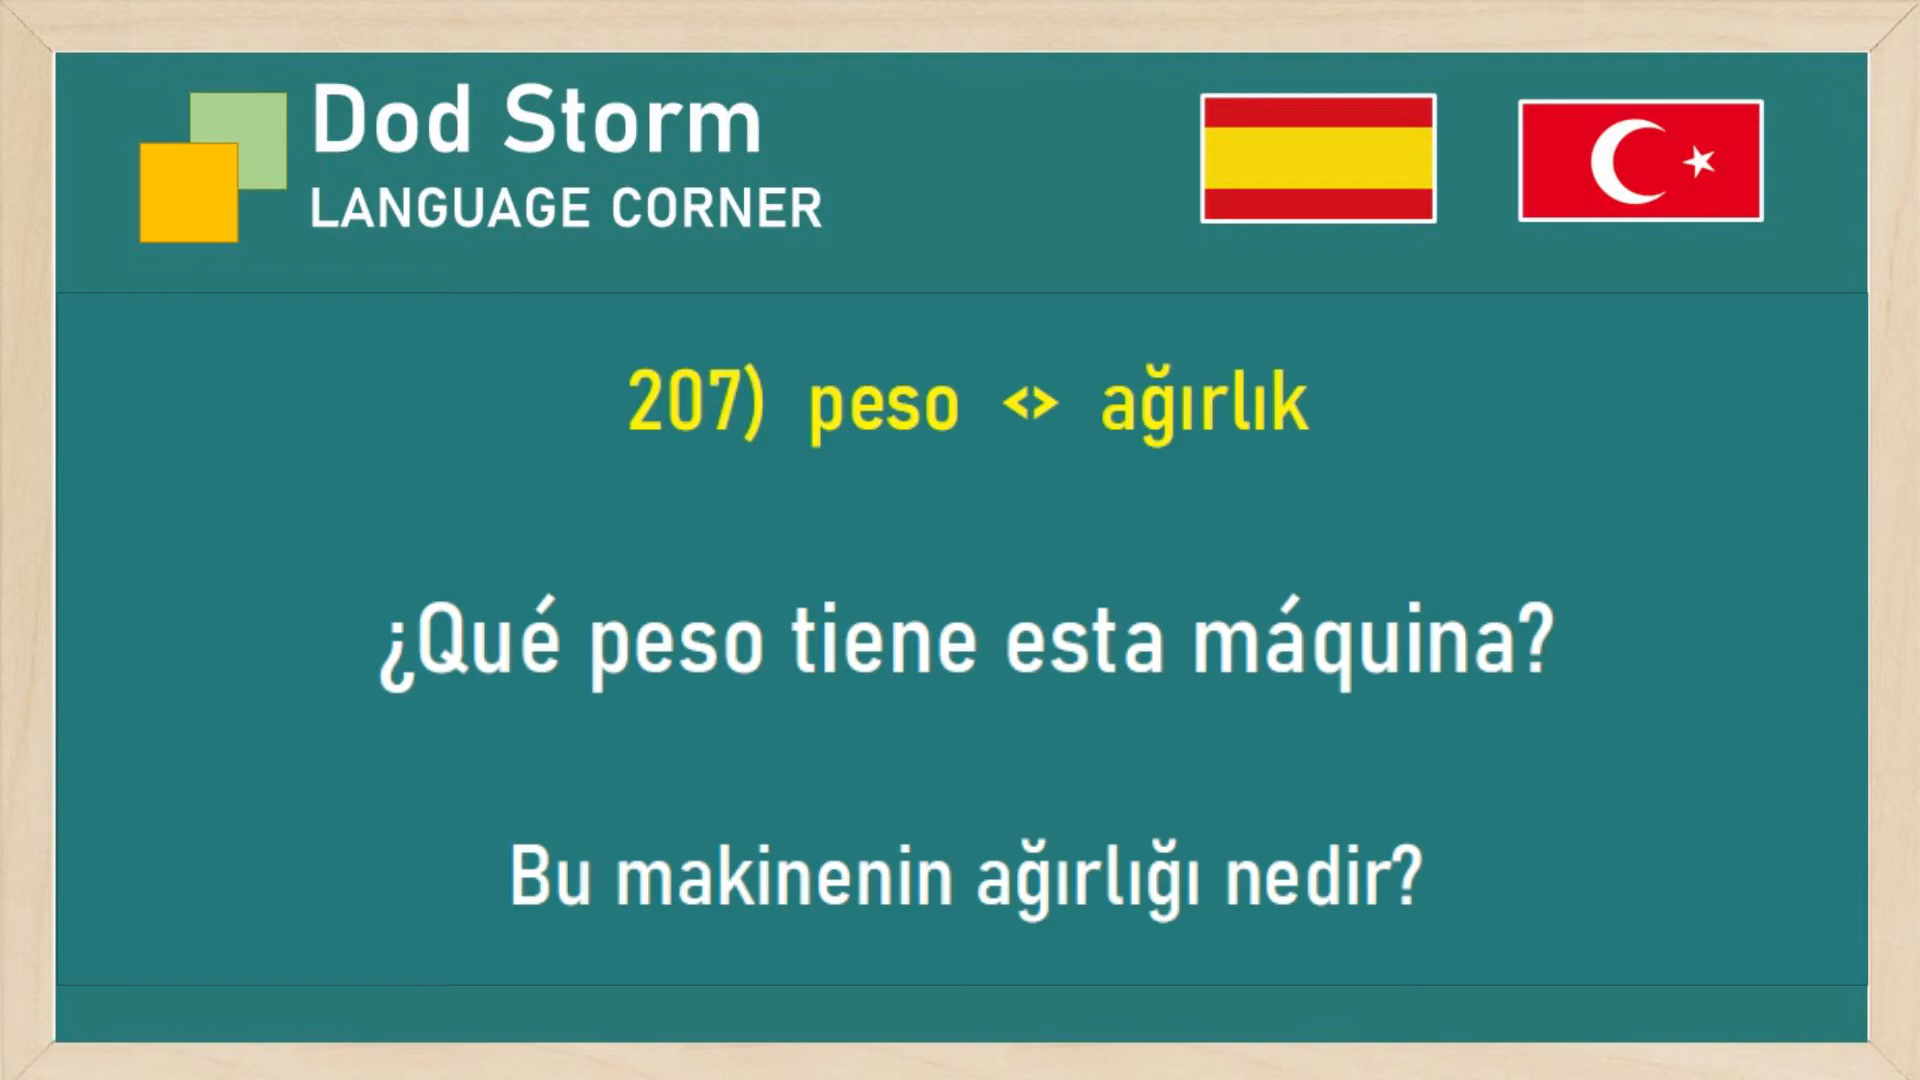 Dod Storm
LANGUAGE CORNER
207) peso <> ağırlık
¿Qué peso tiene esta máquina?
Bu makinenin ağırlığı nedir?